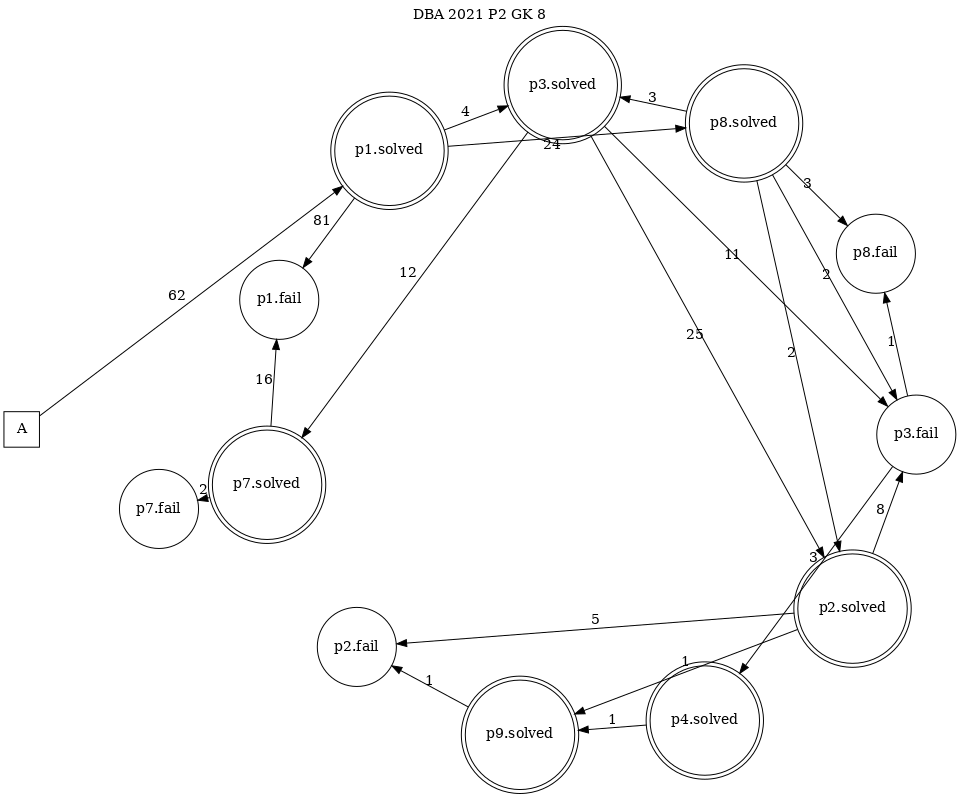 DBA 2021 P2 GK 8
p3.solved
p8.solved
p1.solved
4
3
24
3
81
p8.fail
11
12
2
62
p1.fail
25
1
2
16
A
p3.fail
p7.solved
2
p7.fail
8
3
p2.solved
5
p2.fail
1
1
p4.solved
1
p9.solved